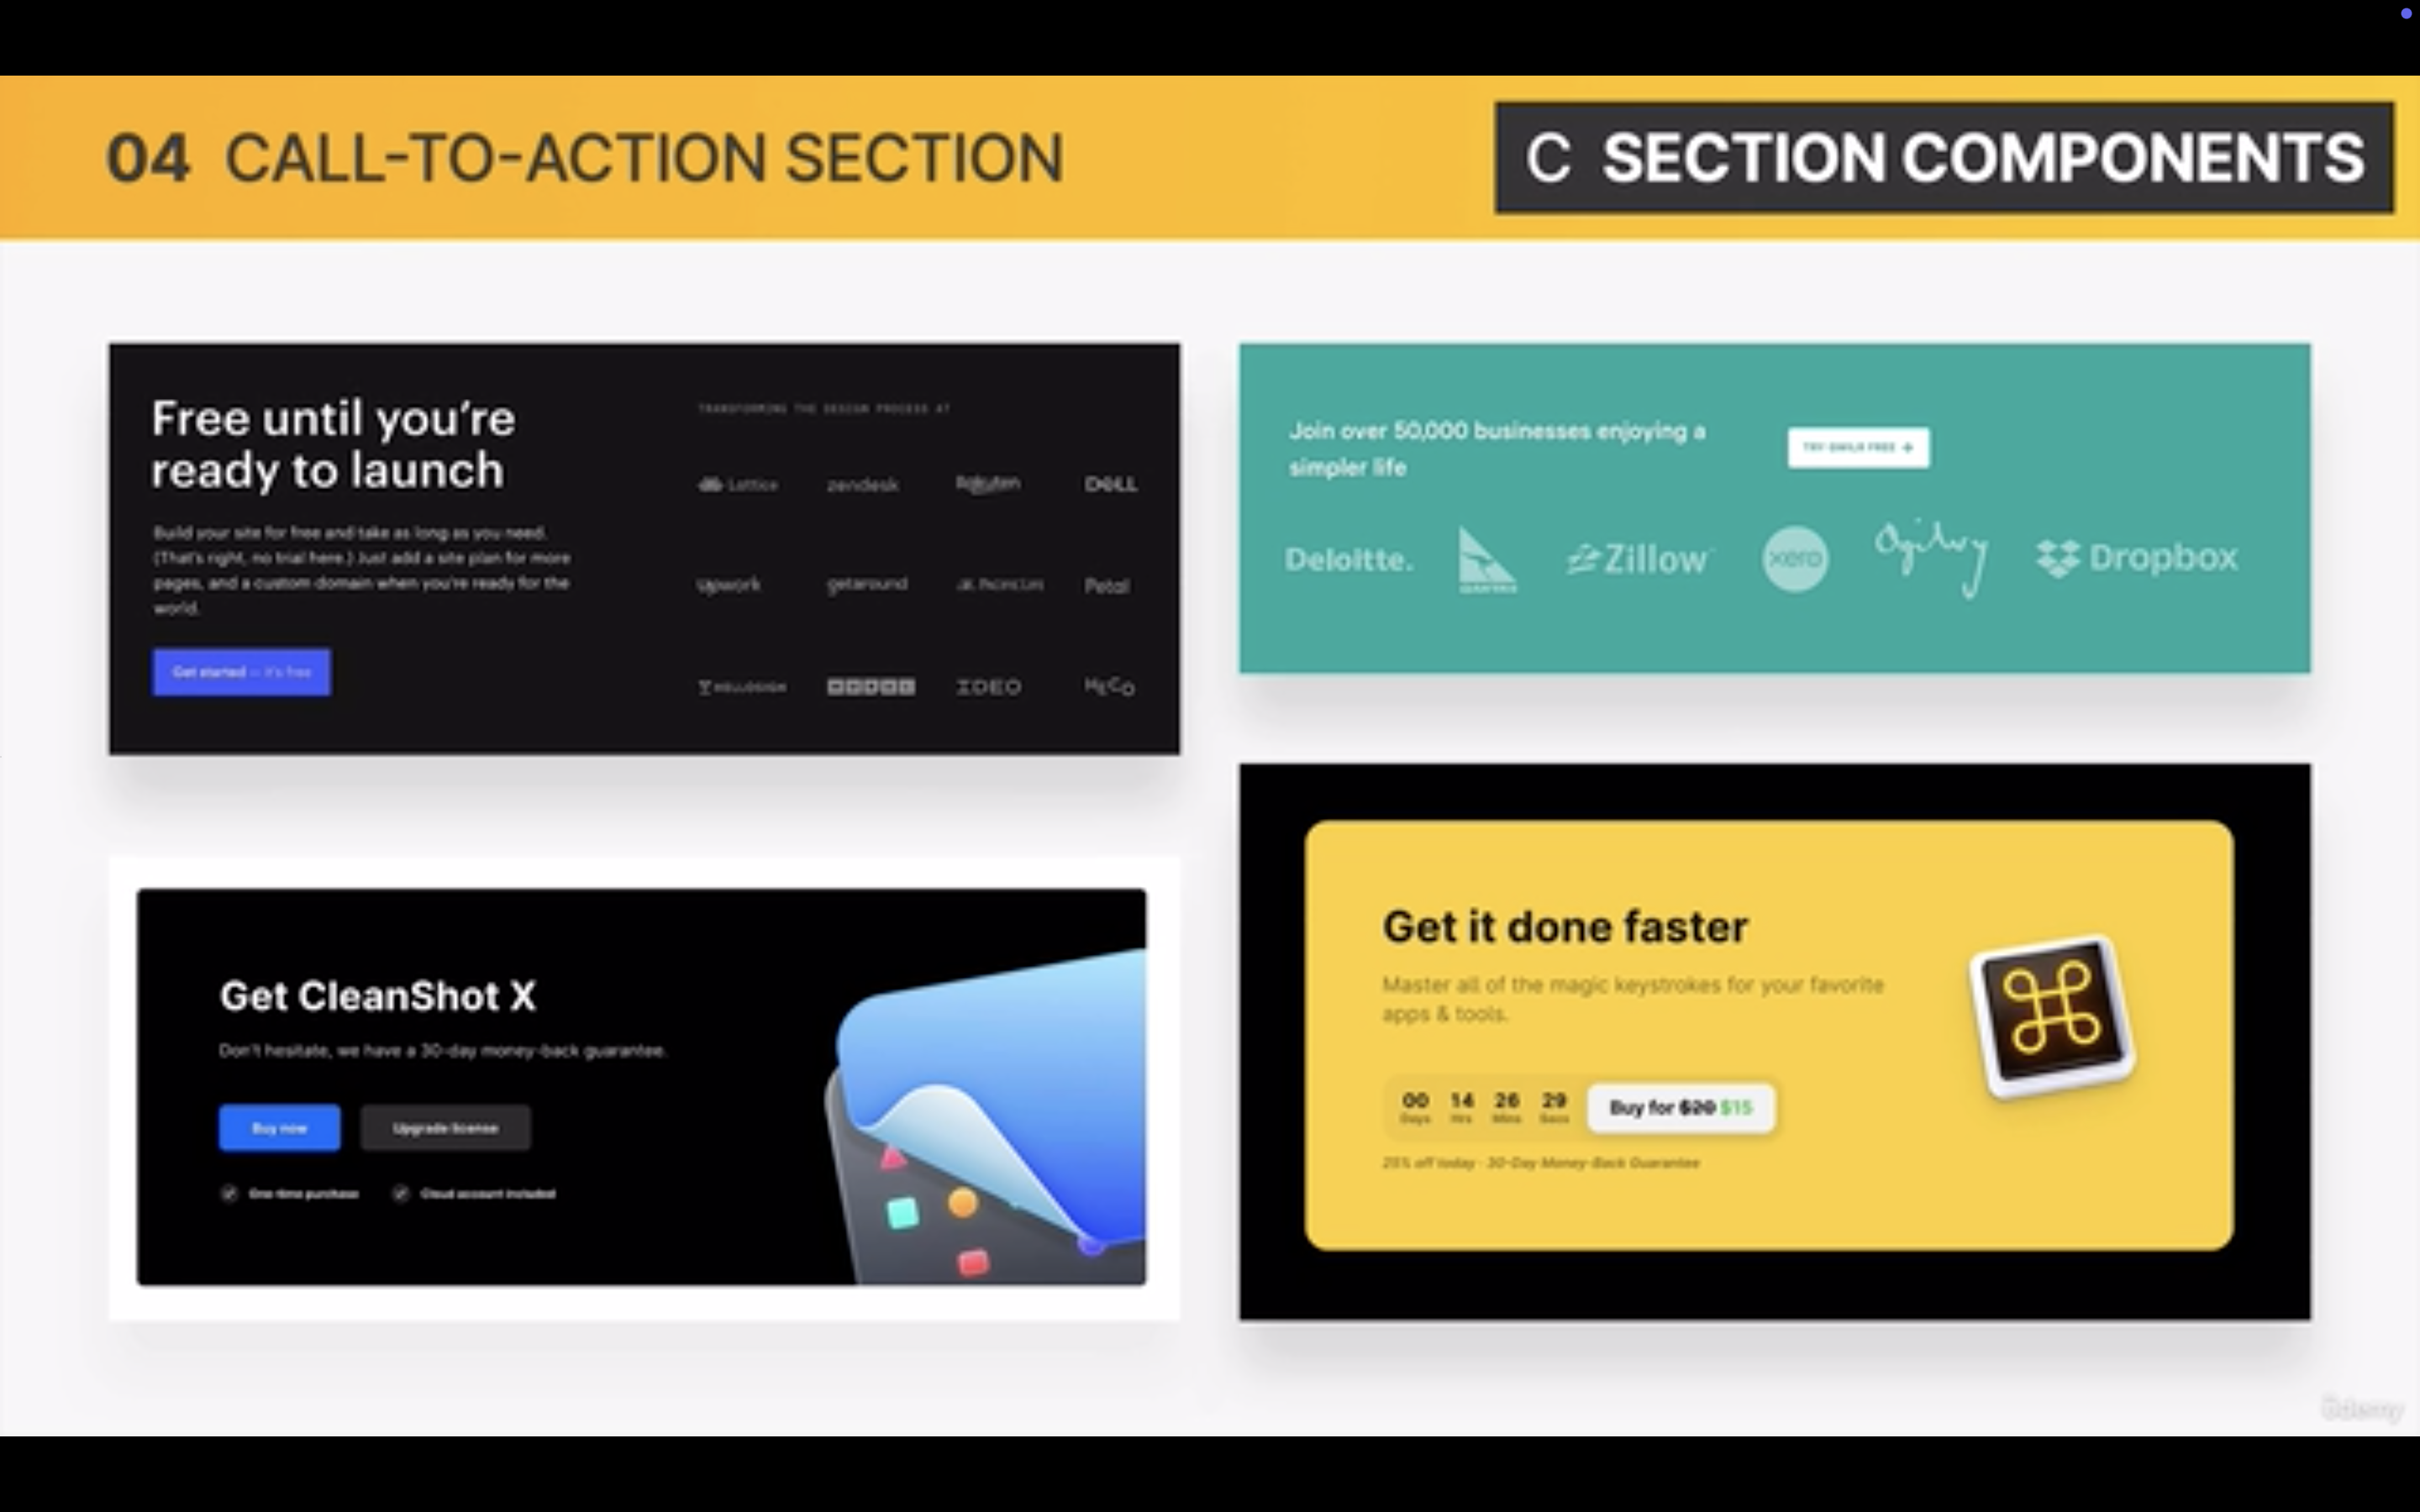 04 CALL-TO-ACTION SECTION
C SECTION COMPONENTS
Free until you're
ready to launch
Build your site for free and take as long as you need.
(That's right, no trial here.) Just add a site plan for more
pages, and a custom domain when you're ready for the
world.
Get started — it's free
TRANSFORMING THE DESIGN PROCESS AT
Lattice zendesk Rakuten DELL
Upwork getaround Petal
HELLOSIGN IDEO HECO
Join over 50,000 businesses enjoying a
simpler life
TRY FREE →
Deloitte. Zillow xero Ogilvy Dropbox
Get CleanShot X
Don't hesitate, we have a 30-day money-back guarantee.
Buy now Upgrade license
One-time purchase Cloud account included
Get it done faster
Master all of the magic keystrokes for your favorite
apps & tools.
00 14 26 29
Days Hrs Mins Secs
Buy for $20 $15
25% off today · 30-Day Money-Back Guarantee
Udemy